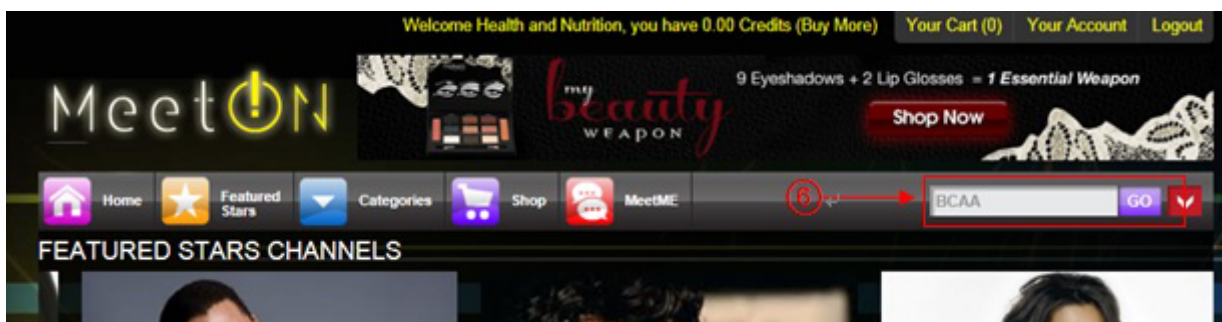 Welcome Health and Nutrition, you have 0.00 Credits (Buy More) Your Cart (0) Your Account Logout
MeetON
my
beauty
WEAPON
9 Eyeshadows + 2 Lip Glosses = 1 Essential Weapon
Shop Now
Home Featured Stars Categories Shop MeetME 6 BCAA GO
FEATURED STARS CHANNELS